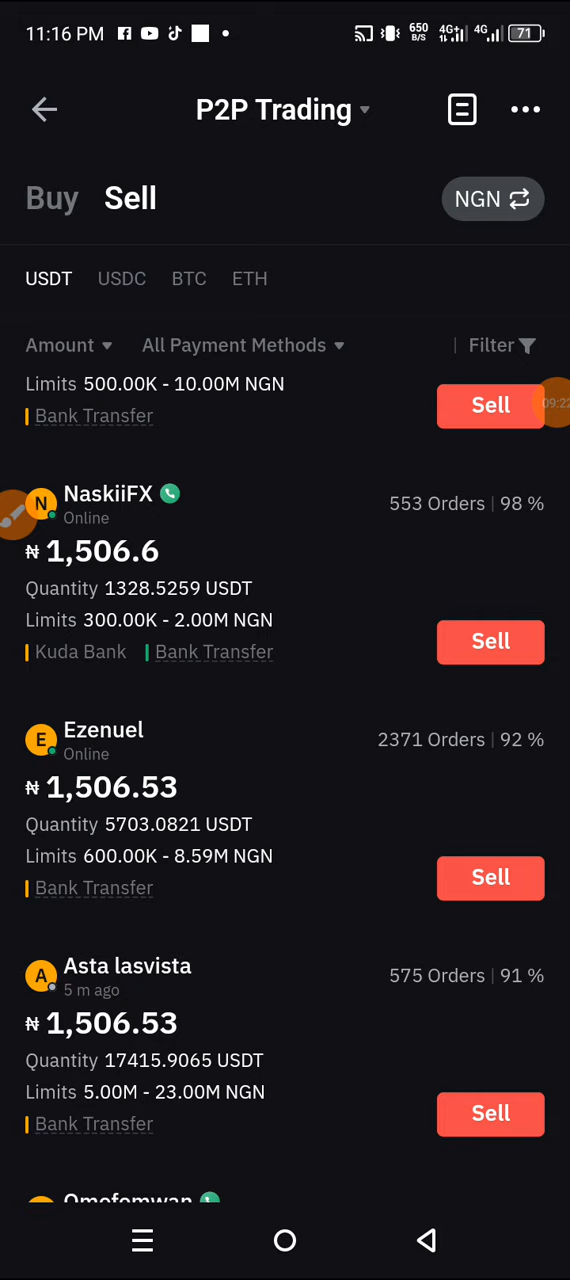 11:16 PM 650 B/S 4G+ 4G 71
P2P Trading
Buy Sell NGN
USDT USDC BTC ETH
Amount All Payment Methods | Filter
Limits 500.00K - 10.00M NGN
Bank Transfer
Sell
09:22
N NaskiiFX
Online
553 Orders | 98 %
₦ 1,506.6
Quantity 1328.5259 USDT
Limits 300.00K - 2.00M NGN
Kuda Bank Bank Transfer
Sell
E Ezenuel
Online
2371 Orders | 92 %
₦ 1,506.53
Quantity 5703.0821 USDT
Limits 600.00K - 8.59M NGN
Bank Transfer
Sell
A Asta lasvista
5 m ago
575 Orders | 91 %
₦ 1,506.53
Quantity 17415.9065 USDT
Limits 5.00M - 23.00M NGN
Bank Transfer
Sell